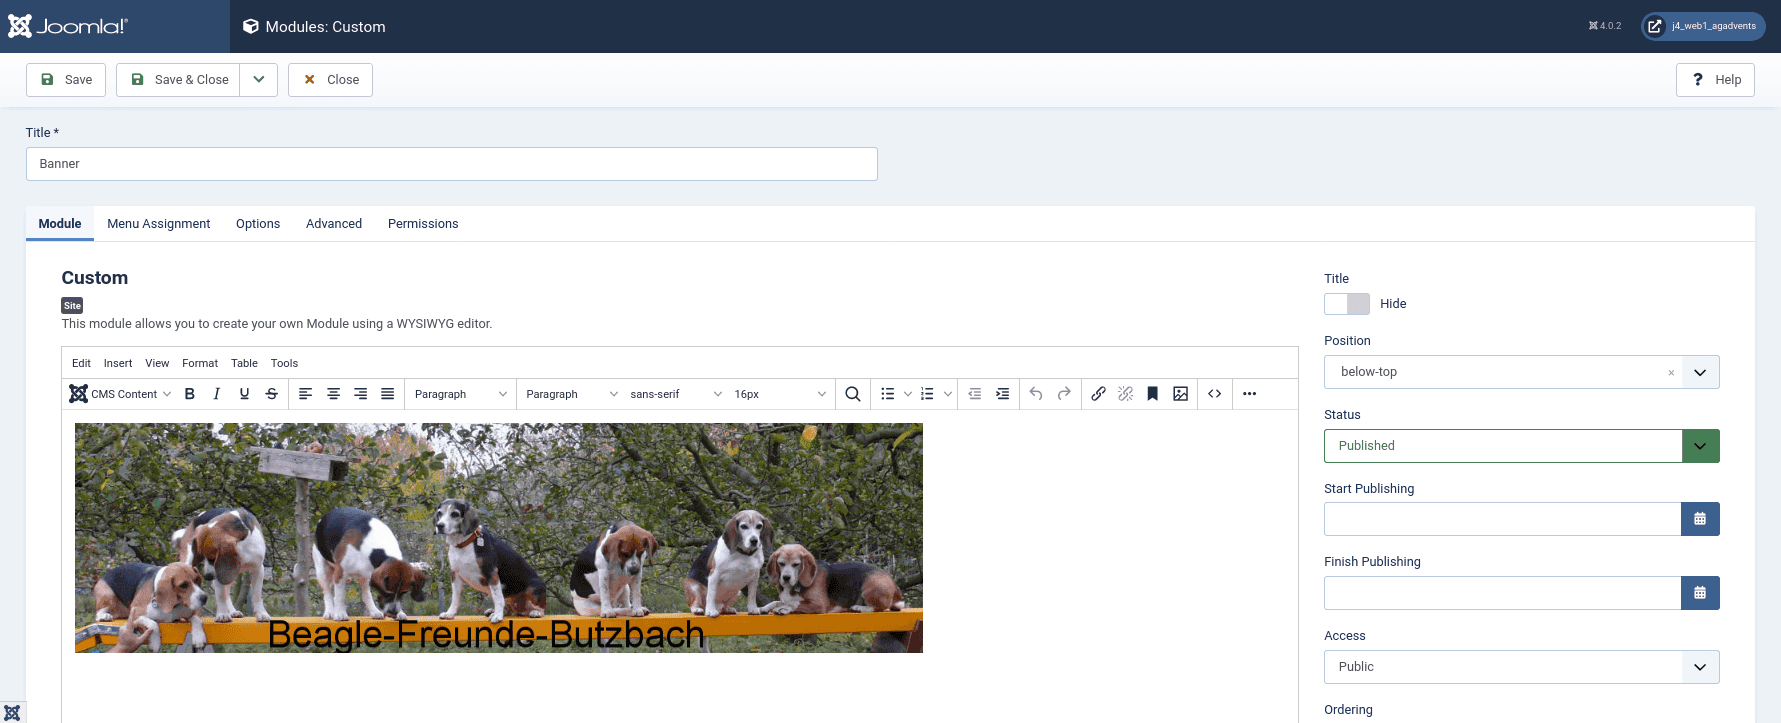 Joomla!®
Modules: Custom
4.0.2
j4_web1_agadvents
Save
Save & Close
Close
? Help
Title *
Banner
Module Menu Assignment Options Advanced Permissions
Custom
Site
This module allows you to create your own Module using a WYSIWYG editor.
Edit Insert View Format Table Tools
CMS Content B I U S Paragraph Paragraph sans-serif 16px
Beagle-Freunde-Butzbach
Title
Hide
Position
below-top ×
Status
Published
Start Publishing
Finish Publishing
Access
Public
Ordering